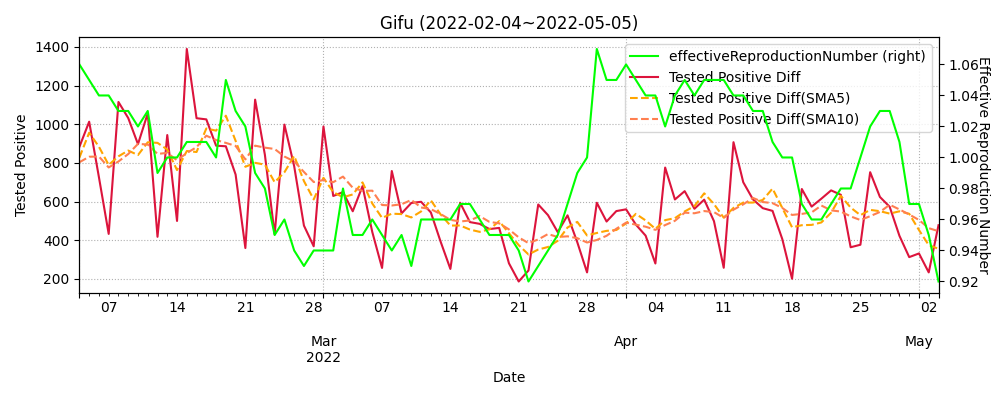 Gifu (2022-02-04~2022-05-05)
effectiveReproductionNumber (right)
Tested Positive Diff
Tested Positive Diff(SMA5)
Tested Positive Diff(SMA10)
Tested Positive
1400
1200
1000
800
600
400
200
Effective Reproduction Number
1.06
1.04
1.02
1.00
0.98
0.96
0.94
0.92
07 14 21 28 07 14 21 28 04 11 18 25 02
Mar Apr May
2022
Date